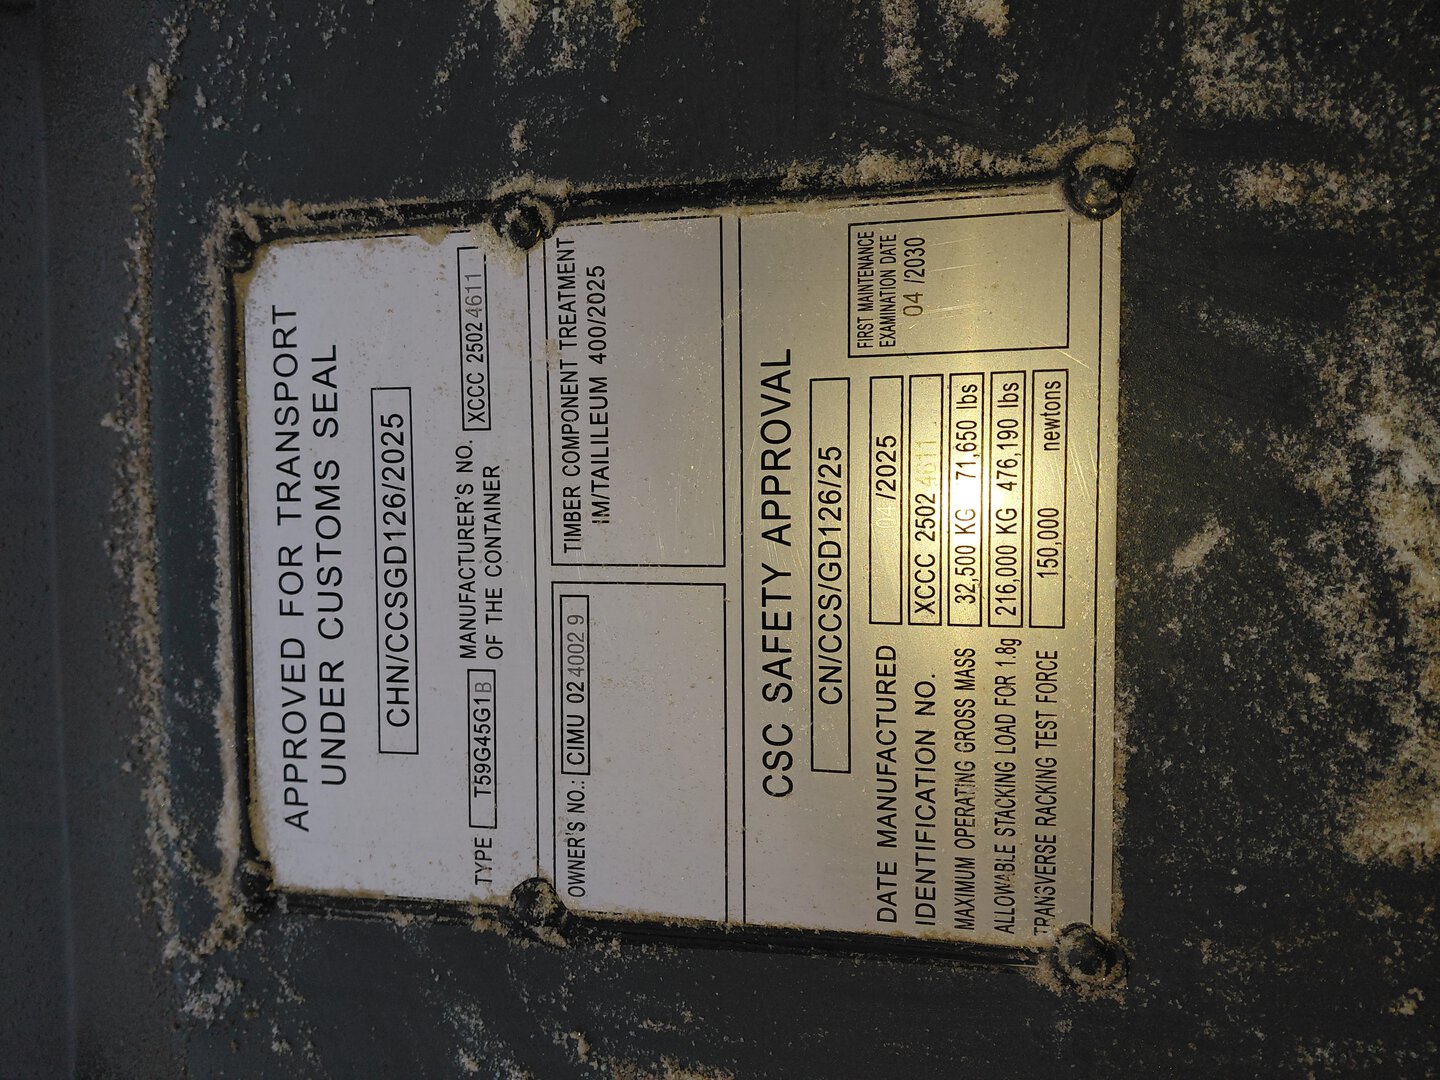 APPROVED FOR TRANSPORT
UNDER CUSTOMS SEAL
CHN/CCSGD126/2025
TYPE T59G45G1B MANUFACTURER'S NO. OF THE CONTAINER XCCC 2502 4611
OWNER'S NO.: CIMU 02 4002 9
TIMBER COMPONENT TREATMENT
IM/TAILILEUM 400/2025
CSC SAFETY APPROVAL
CN/CCS/GD126/25
DATE MANUFACTURED 04 /2025
IDENTIFICATION NO. XCCC 2502 4611
MAXIMUM OPERATING GROSS MASS 32,500 KG 71,650 lbs
ALLOWABLE STACKING LOAD FOR 1.8g 216,000 KG 476,190 lbs
TRANSVERSE RACKING TEST FORCE 150,000 newtons
FIRST MAINTENANCE
EXAMINATION DATE
04 /2030